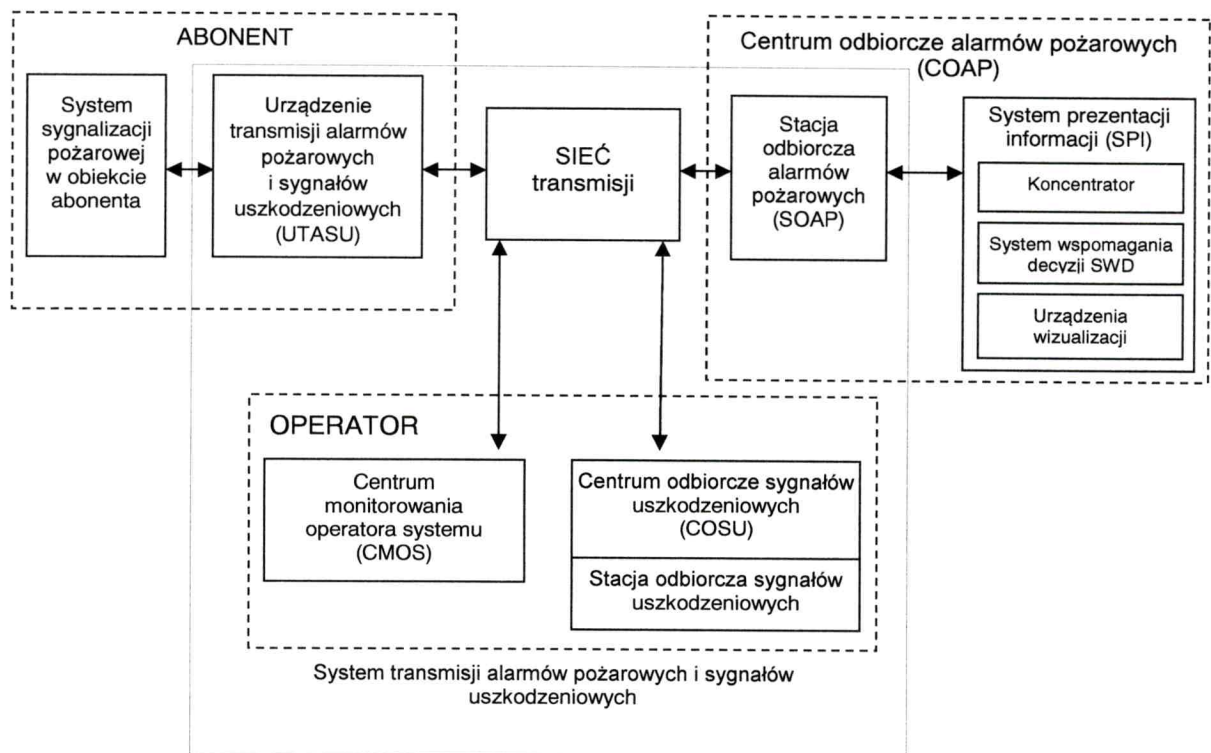 ABONENT
System
sygnalizacji
pożarowej
w obiekcie
abonenta
Urządzenie
transmisji alarmów
pożarowych
i sygnałów
uszkodzeniowych
(UTASU)
SIEĆ
transmisji
Centrum odbiorcze alarmów pożarowych
(COAP)
Stacja
odbiorcza
alarmów
pożarowych
(SOAP)
System prezentacji
informacji (SPI)
Koncentrator
System wspomagania
decyzji SWD
Urządzenia
wizualizacji
OPERATOR
Centrum
monitorowania
operatora systemu
(CMOS)
Centrum odbiorcze sygnałów
uszkodzeniowych
(COSU)
Stacja odbiorcza sygnałów
uszkodzeniowych
System transmisji alarmów pożarowych i sygnałów
uszkodzeniowych